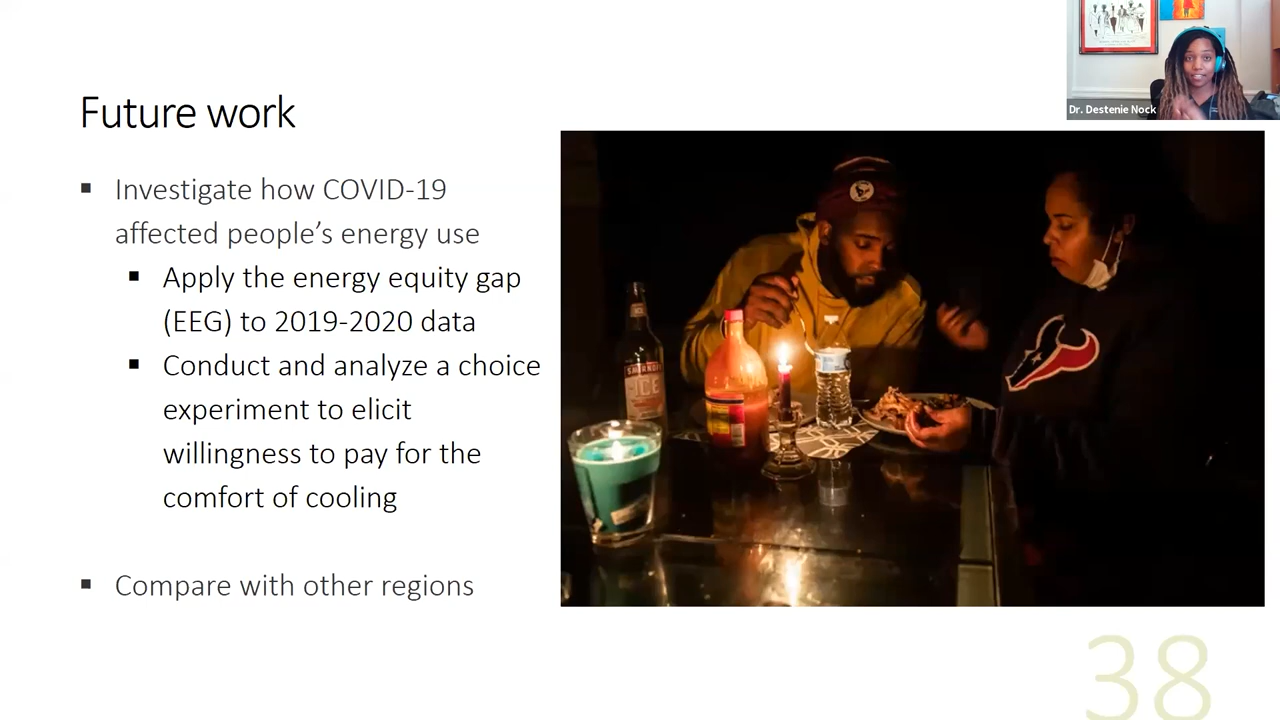 Dr. Destenie Nock
Future work
Investigate how COVID-19
affected people's energy use
Apply the energy equity gap
(EEG) to 2019-2020 data
Conduct and analyze a choice
experiment to elicit
willingness to pay for the
comfort of cooling
Compare with other regions
SMIRNOFF
ICE
38